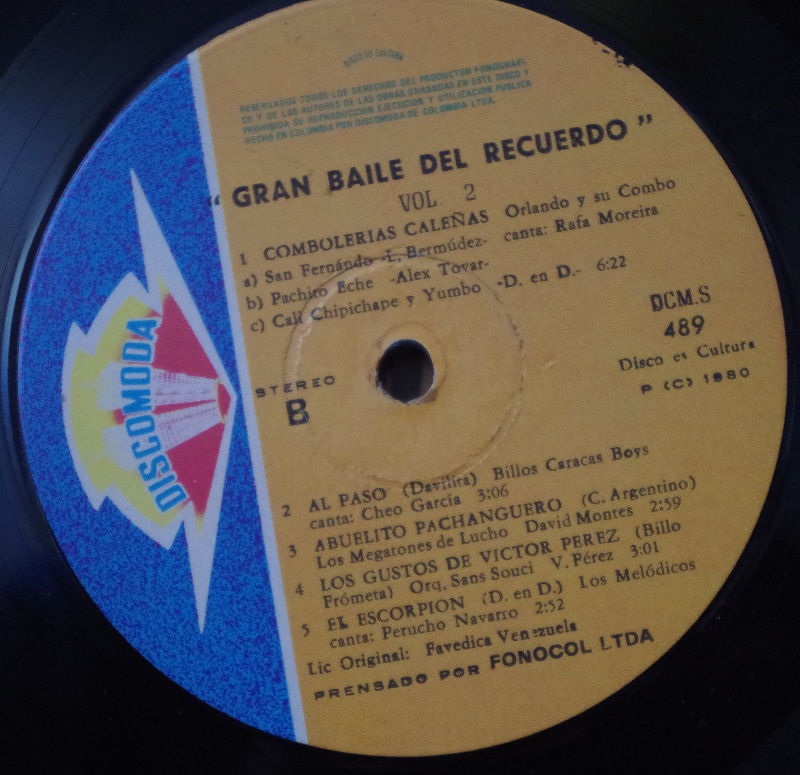 DISCO ES CULTURA
RESERVADOS TODOS LOS DERECHOS DEL PRODUCTOR FONOGRAFI-
CO Y DE LOS AUTORES DE LAS OBRAS GRABADAS EN ESTE DISCO Y
PROHIBIDA SU REPRODUCCION EJECUCION Y UTILIZACION PUBLICA
HECHO EN COLOMBIA POR DISCOMODA DE COLOMBIA LTDA.
"GRAN BAILE DEL RECUERDO"
VOL 2
1 COMBOLERIAS CALEÑAS Orlando y su Combo
a) San Fernándo -L. Bermúdez- canta: Rafa Moreira
b) Pachito Eche -Alex Tovar-
c) Cali Chipichape y Yumbo -D. en D.- 6:22
DCM.S
489
Disco es Cultura
P (C) 1980
STEREO
B
DISCOMODA
2 AL PASO (Davilita) Billos Caracas Boys
canta: Cheo García 3:06
3 ABUELITO PACHANGUERO (C. Argentino)
Los Megatones de Lucho David Montes 2:59
4 LOS GUSTOS DE VICTOR PEREZ (Billo
Frómeta) Orq. Sans Souci V. Pérez 3:01
5 EL ESCORPION (D. en D.) Los Melódicos
canta: Perucho Navarro 2:52
Lic Original: Favedica Venezuela
PRENSADO POR FONOCOL LTDA